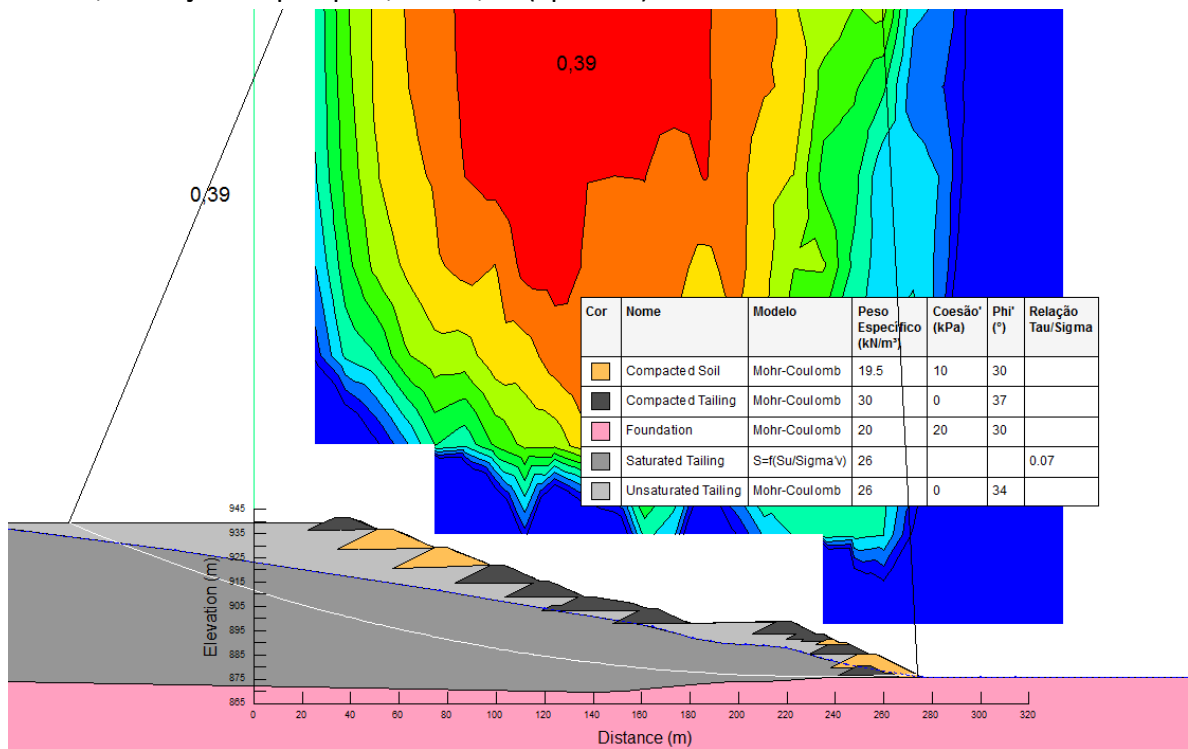 0,39
0,39
Cor Nome Modelo Peso Específico (kN/m³) Coesão' (kPa) Phi' (°) Relação Tau/Sigma
Compacted Soil Mohr-Coulomb 19.5 10 30
Compacted Tailing Mohr-Coulomb 30 0 37
Foundation Mohr-Coulomb 20 20 30
Saturated Tailing S=f(Su/Sigma'v) 26 0.07
Unsaturated Tailing Mohr-Coulomb 26 0 34
945
935
925
915
905
895
885
875
865
Elevation (m)
0 20 40 60 80 100 120 140 160 180 200 220 240 260 280 300 320
Distance (m)